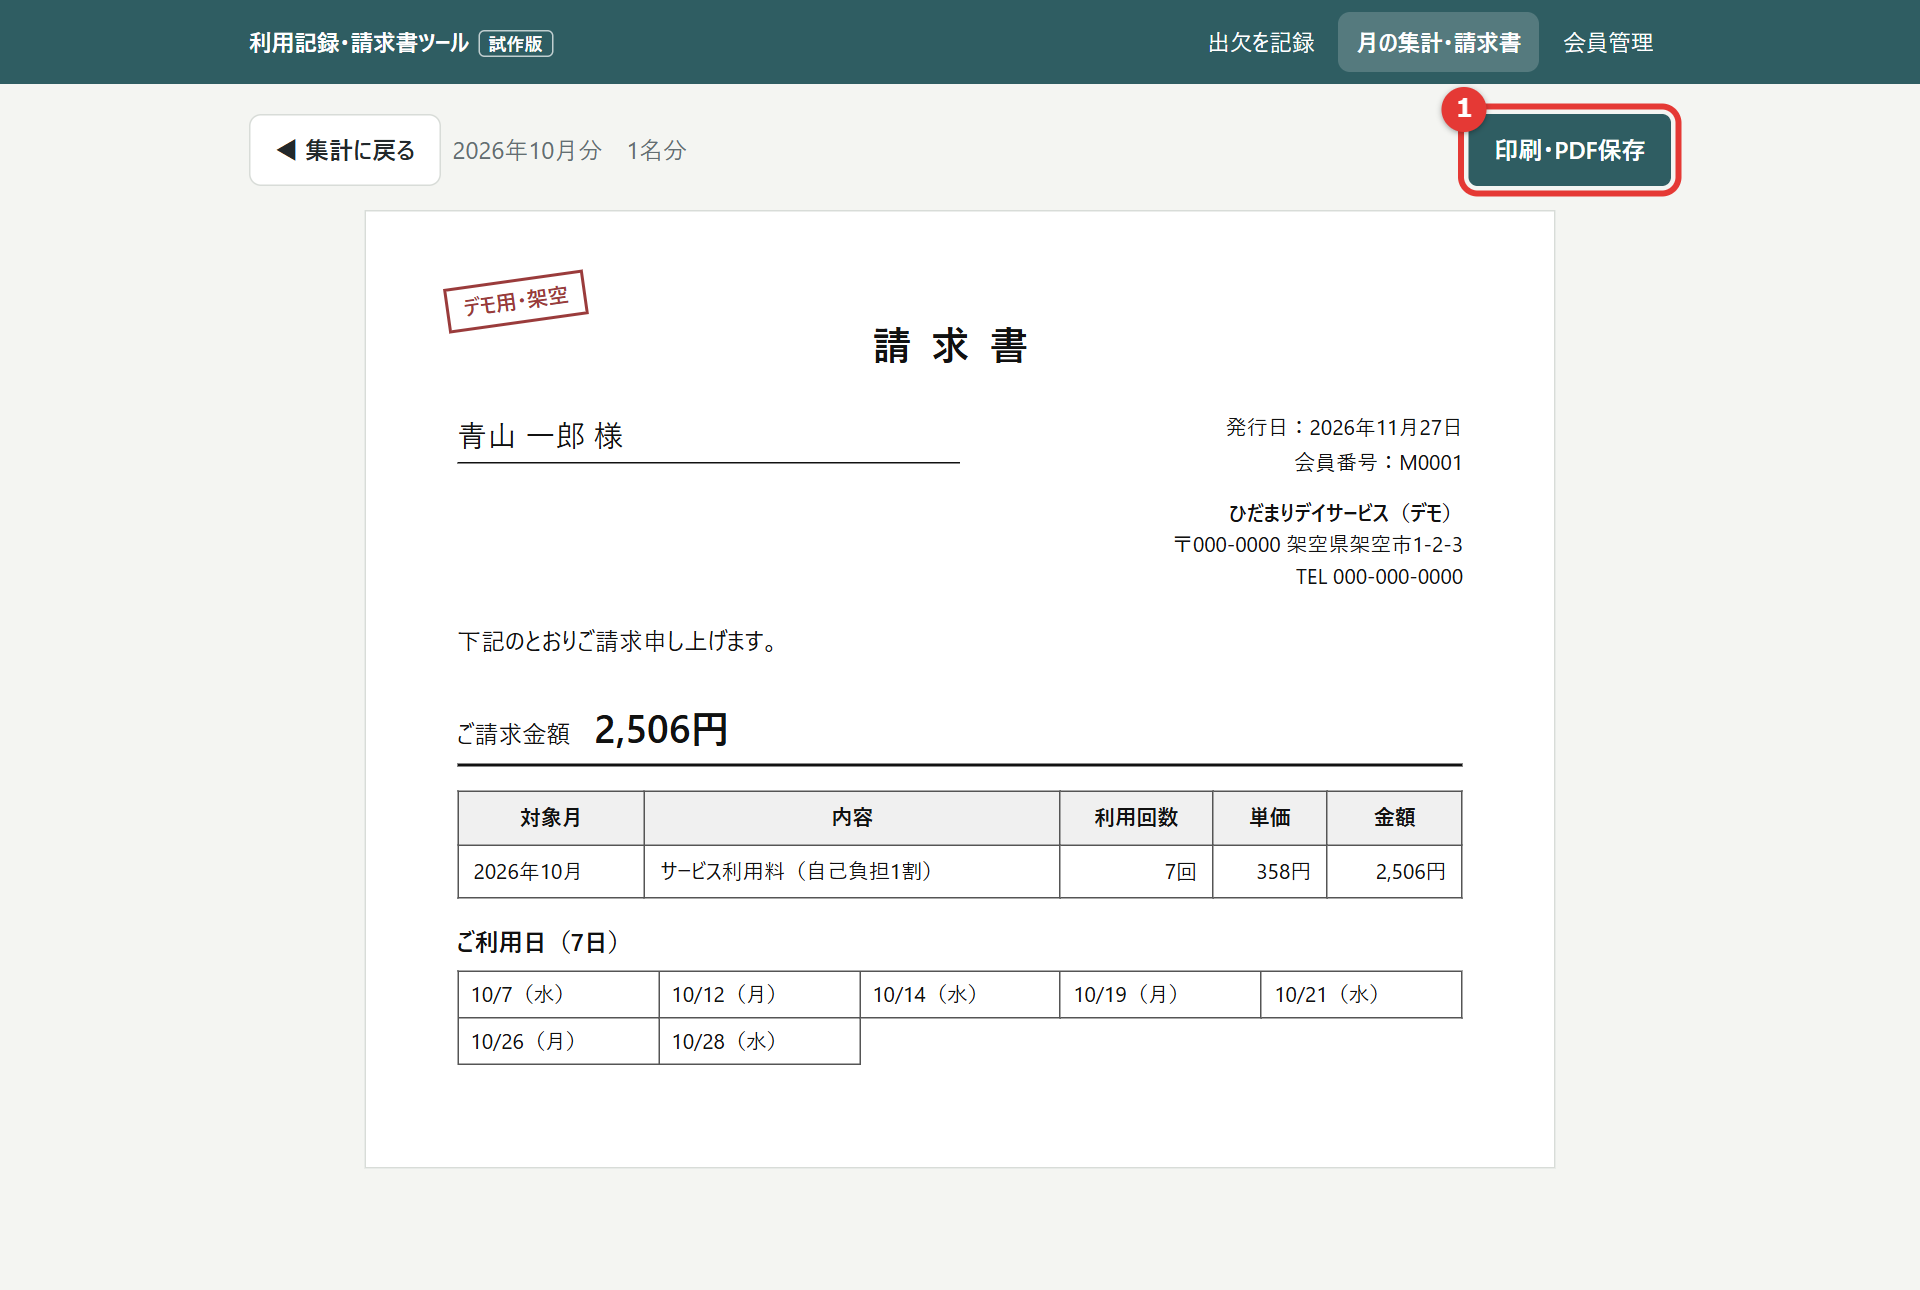 利用記録・請求書ツール 試作版 出欠を記録 月の集計・請求書 会員管理
1
◀ 集計に戻る 2026年10月分 1名分 印刷・PDF保存
デモ用・架空
請求書
青山 一郎 様
発行日：2026年11月27日
会員番号：M0001
ひだまりデイサービス（デモ）
〒000-0000 架空県架空市1-2-3
TEL 000-000-0000
下記のとおりご請求申し上げます。
ご請求金額 2,506円
対象月 内容 利用回数 単価 金額
2026年10月 サービス利用料（自己負担1割） 7回 358円 2,506円
ご利用日（7日）
10/7（水） 10/12（月） 10/14（水） 10/19（月） 10/21（水）
10/26（月） 10/28（水）